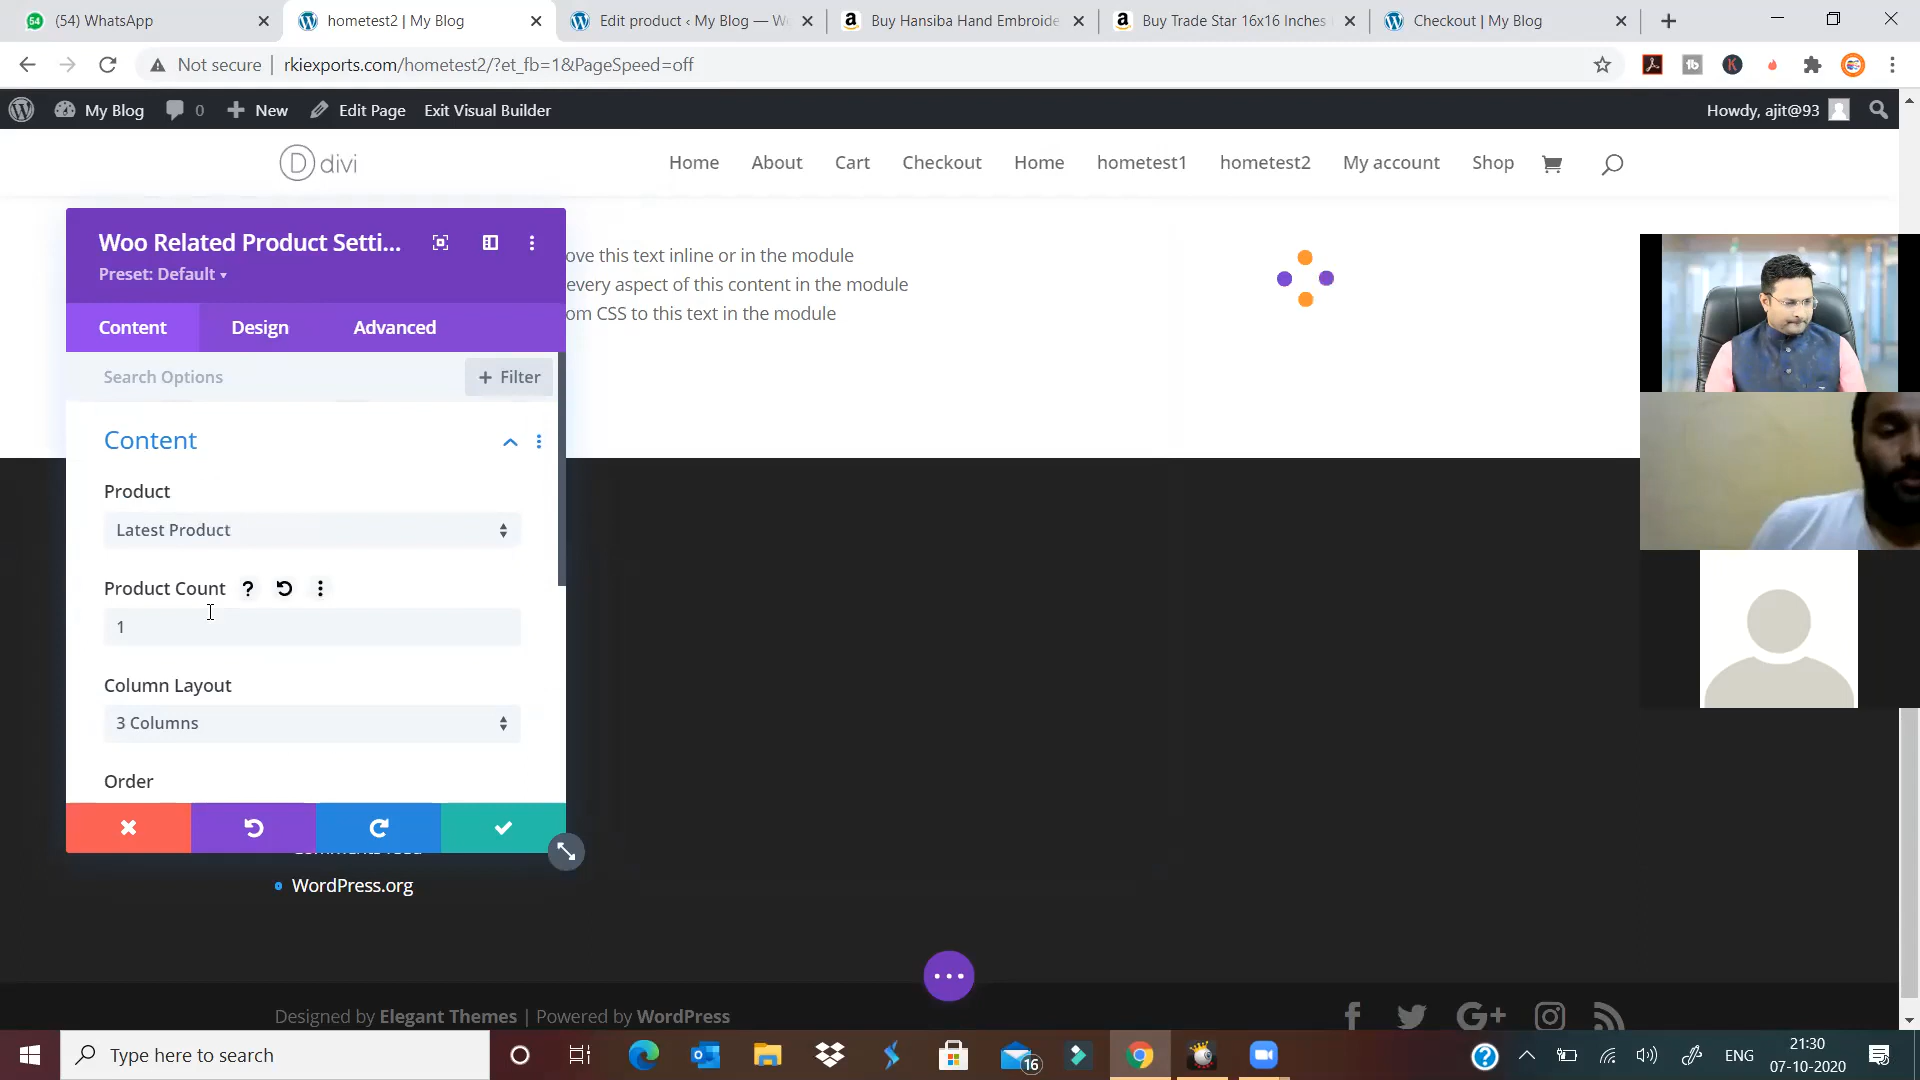 54 (54) WhatsApp
hometest2 | My Blog
Edit product ‹ My Blog — W
Buy Hansiba Hand Embroide
Buy Trade Star 16x16 Inches
Checkout | My Blog
Not secure | rkiexports.com/hometest2/?et_fb=1&PageSpeed=off
My Blog 0 New Edit Page Exit Visual Builder Howdy, ajit@93
D divi Home About Cart Checkout Home hometest1 hometest2 My account Shop
Woo Related Product Setti...
Preset: Default
ove this text inline or in the module
every aspect of this content in the module
om CSS to this text in the module
Content Design Advanced
Search Options + Filter
Content
Product
Latest Product
Product Count ?
1
Column Layout
3 Columns
Order
WordPress.org
Designed by Elegant Themes | Powered by WordPress
Type here to search
16
ENG
21:30
07-10-2020